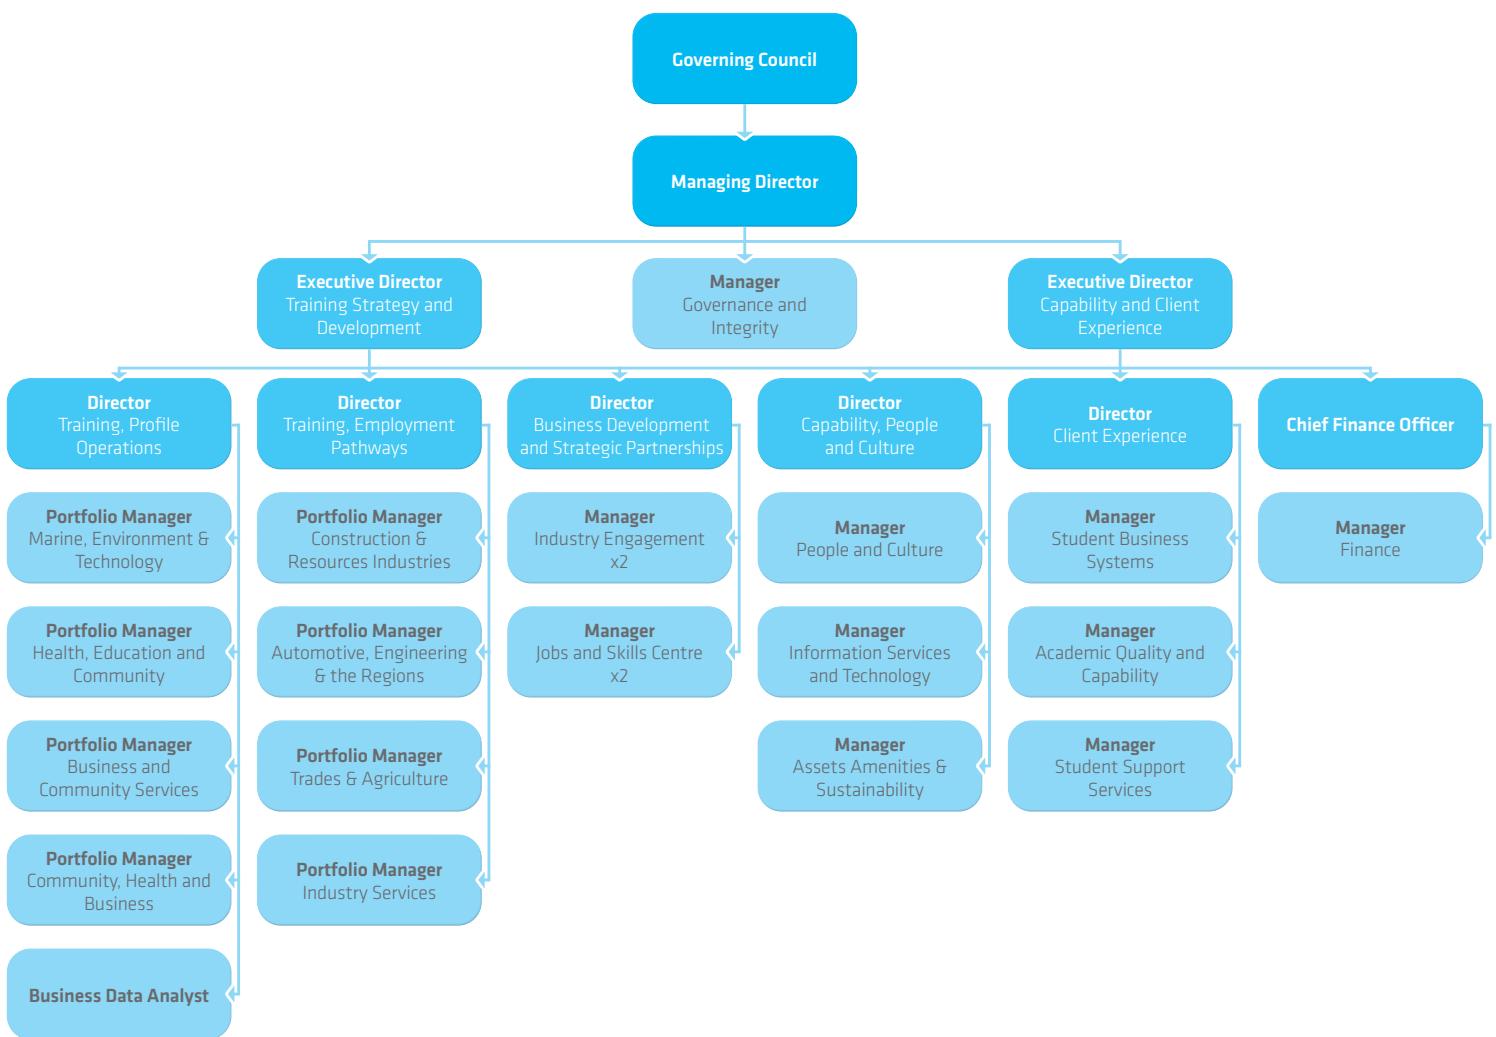 Governing Council
Managing Director
Executive Director
Training Strategy and
Development
Manager
Governance and
Integrity
Executive Director
Capability and Client
Experience
Director
Training, Profile
Operations
Director
Training, Employment
Pathways
Director
Business Development
and Strategic Partnerships
Director
Capability, People
and Culture
Director
Client Experience
Chief Finance Officer
Portfolio Manager
Marine, Environment &
Technology
Portfolio Manager
Construction &
Resources Industries
Manager
Industry Engagement
x2
Manager
People and Culture
Manager
Student Business
Systems
Manager
Finance
Portfolio Manager
Health, Education and
Community
Portfolio Manager
Automotive, Engineering
& the Regions
Manager
Jobs and Skills Centre
x2
Manager
Information Services
and Technology
Manager
Academic Quality and
Capability
Portfolio Manager
Business and
Community Services
Portfolio Manager
Trades & Agriculture
Manager
Assets Amenities &
Sustainability
Manager
Student Support
Services
Portfolio Manager
Community, Health and
Business
Portfolio Manager
Industry Services
Business Data Analyst